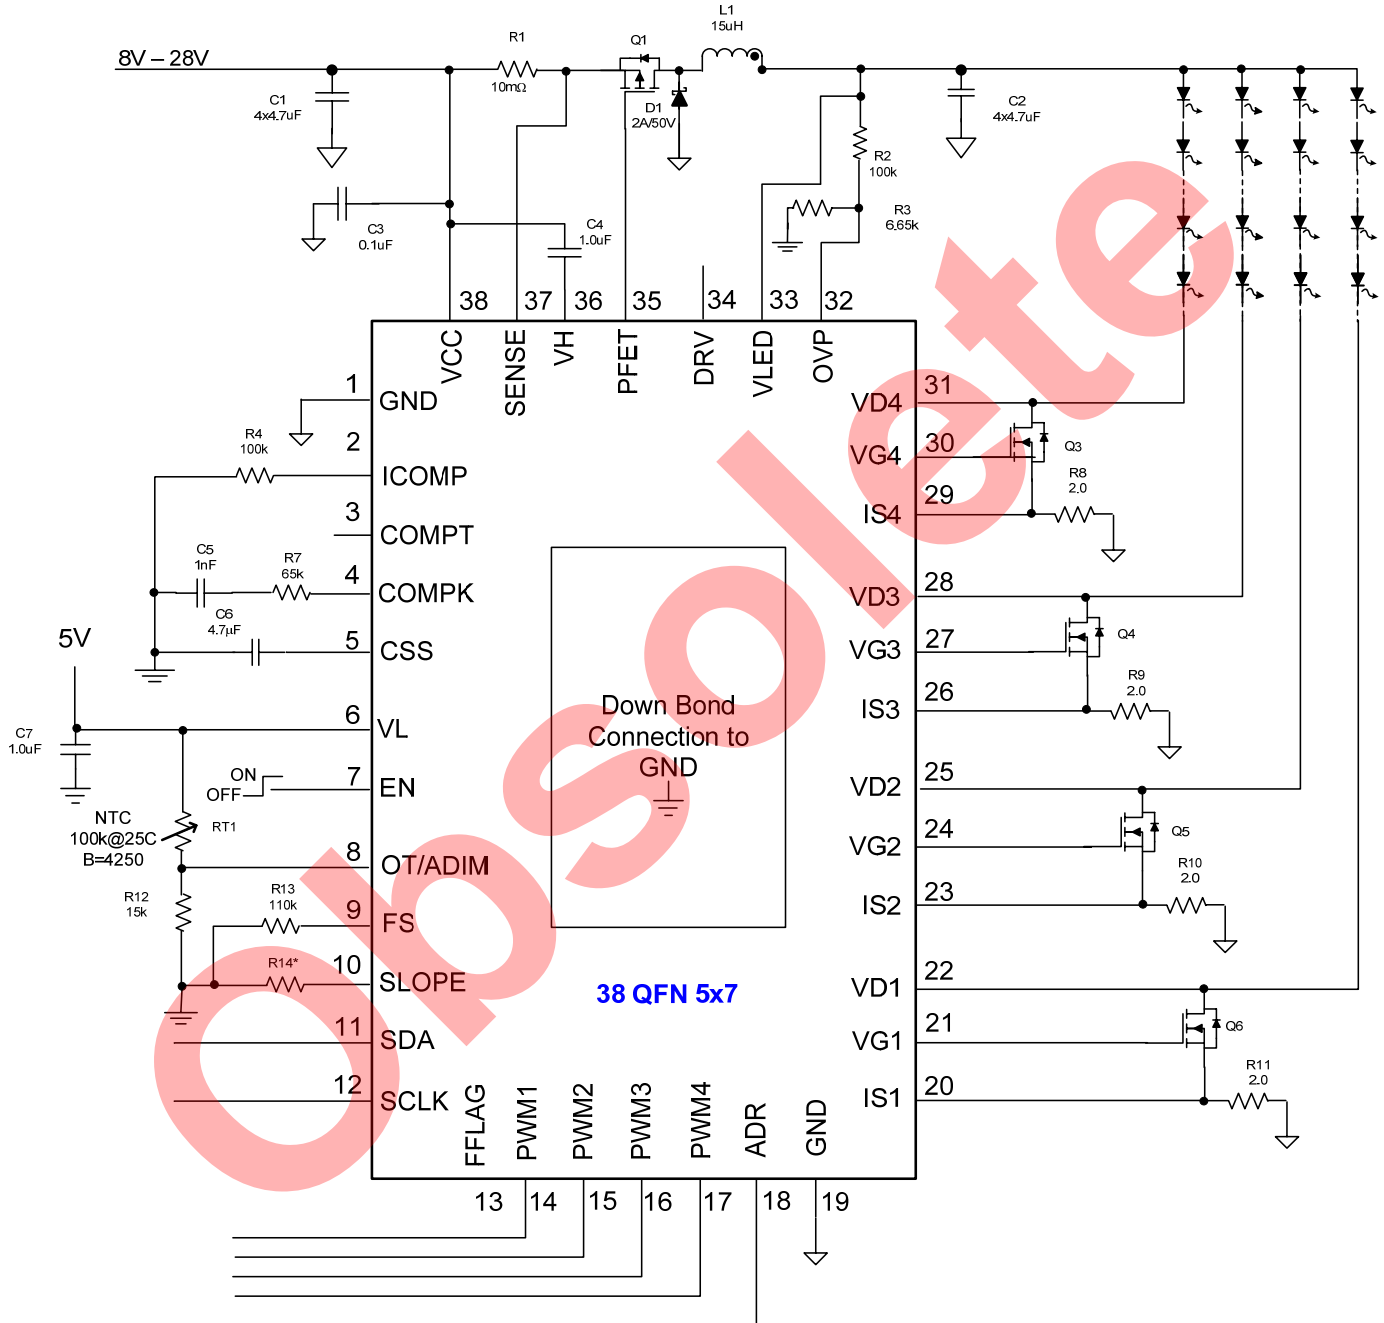 8V – 28V
R1
10mΩ
Q1
L1
15uH
C1
4x4.7uF
D1
2A/50V
C2
4x4.7uF
R2
100k
R3
6.65k
C3
0.1uF
C4
1.0uF
38
37
36
35
34
33
32
VCC
SENSE
VH
PFET
DRV
VLED
OVP
1
GND
2
ICOMP
R4
100k
3
COMPT
4
COMPK
C5
1nF
R7
65k
5
CSS
C6
4.7µF
5V
C7
1.0uF
6
VL
7
EN
ON
OFF
NTC
100k@25C
B=4250
RT1
8
OT/ADIM
R12
15k
R13
110k
9
FS
R14*
10
SLOPE
11
SDA
12
SCLK
Down Bond
Connection to
GND
38 QFN 5x7
31
VD4
30
VG4
Q3
29
IS4
R8
2.0
28
VD3
27
VG3
Q4
26
IS3
R9
2.0
25
VD2
24
VG2
Q5
23
IS2
R10
2.0
22
VD1
21
VG1
Q6
20
IS1
R11
2.0
FFLAG
PWM1
PWM2
PWM3
PWM4
ADR
GND
13
14
15
16
17
18
19
Obsolete